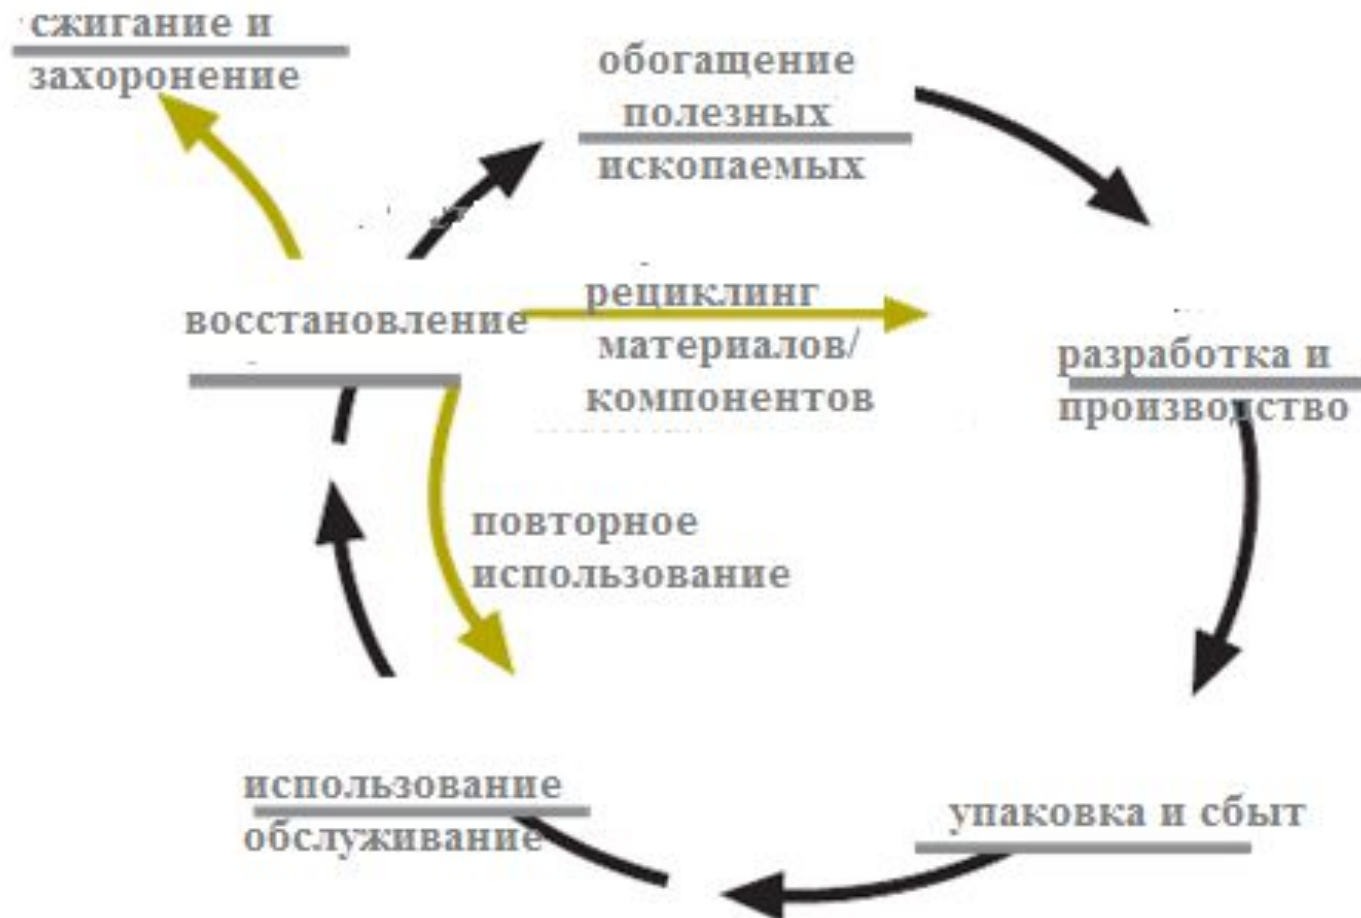 сжигание и
захоронение
обогащение
полезных
ископаемых
восстановление
рециклинг
материалов/
компонентов
разработка и
производство
повторное
использование
использование
обслуживание
упаковка и сбыт